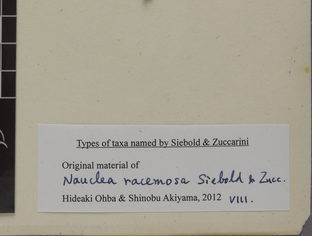 Types of taxa named by Siebold & Zuccarini
Original material of
Nauclea racemosa Siebold & Zucc.
Hideaki Ohba & Shinobu Akiyama, 2012 VIII.